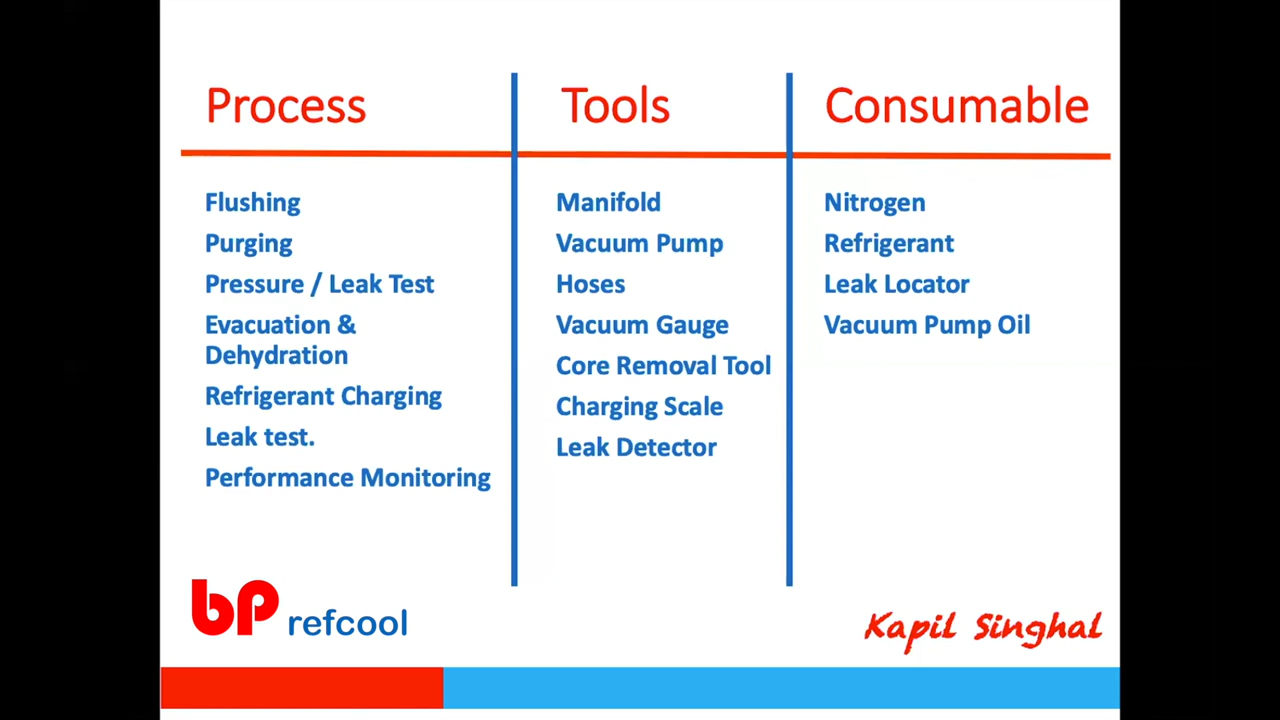 Process
Tools
Consumable
Flushing
Purging
Pressure / Leak Test
Evacuation &
Dehydration
Refrigerant Charging
Leak test.
Performance Monitoring
Manifold
Vacuum Pump
Hoses
Vacuum Gauge
Core Removal Tool
Charging Scale
Leak Detector
Nitrogen
Refrigerant
Leak Locator
Vacuum Pump Oil
bp refcool
Kapil Singhal